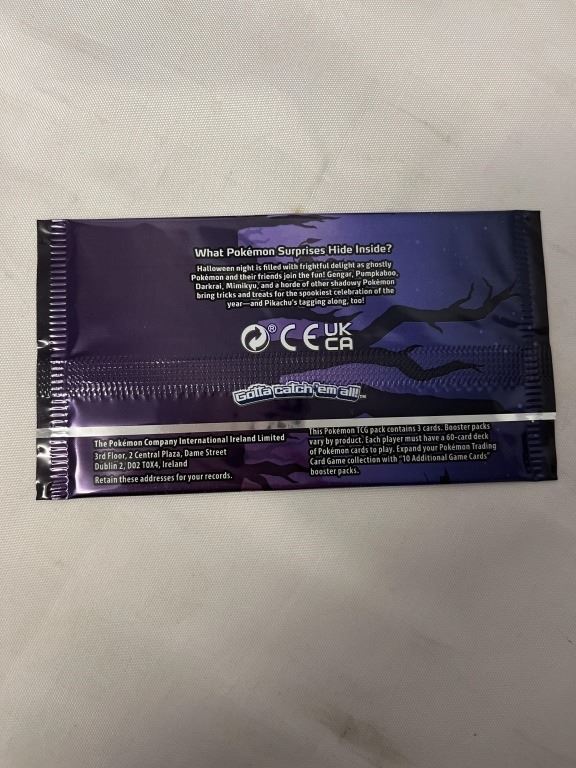 What Pokémon Surprises Hide Inside?
Halloween night is filled with frightful delight as ghostly
Pokémon and their friends join the fun! Gengar, Pumpkaboo,
Darkrai, Mimikyu, and a horde of other shadowy Pokémon
bring tricks and treats for the spookiest celebration of the
year—and Pikachu's tagging along, too!
® CE UK
CA
Gotta catch 'em all!™
The Pokémon Company International Ireland Limited
3rd Floor, 2 Central Plaza, Dame Street
Dublin 2, D02 T0X4, Ireland
Retain these addresses for your records.
This Pokémon TCG pack contains 3 cards. Booster packs
vary by product. Each player must have a 60-card deck
of Pokémon cards to play. Expand your Pokémon Trading
Card Game collection with "10 Additional Game Cards"
booster packs.